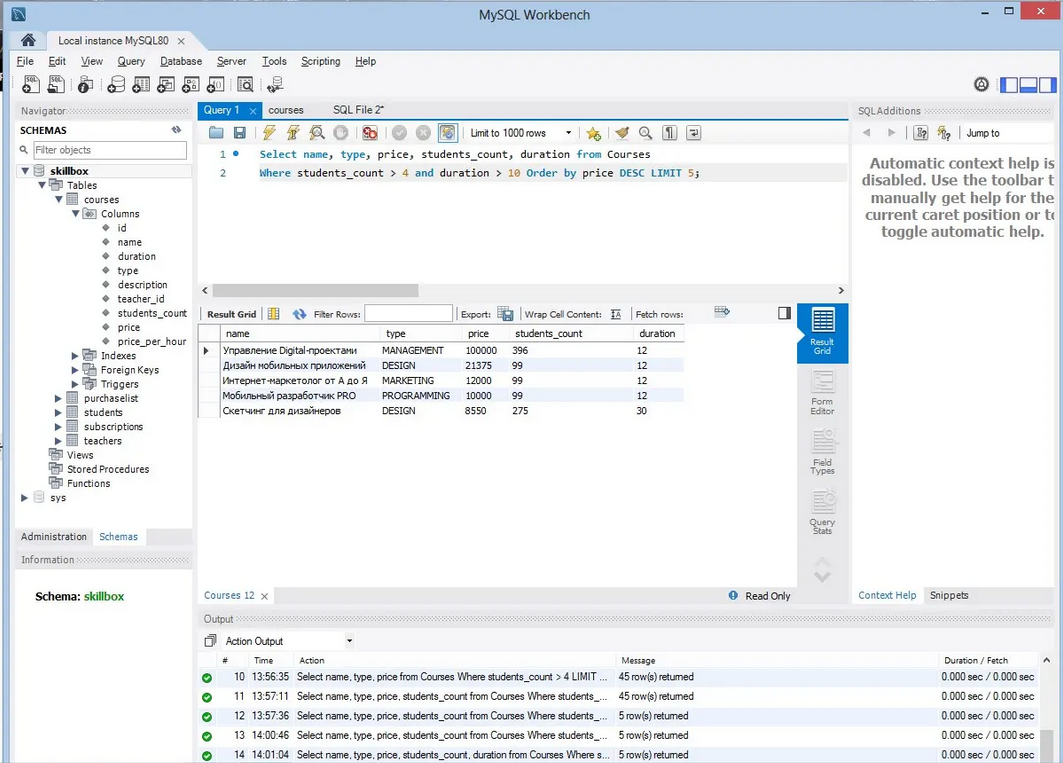 MySQL Workbench
Local instance MySQL80
File Edit View Query Database Server Tools Scripting Help
Navigator
SCHEMAS
Filter objects
skillbox
Tables
courses
Columns
id
name
duration
type
description
teacher_id
students_count
price
price_per_hour
Indexes
Foreign Keys
Triggers
purchaselist
students
subscriptions
teachers
Views
Stored Procedures
Functions
sys
Administration Schemas
Information
Schema: skillbox
Query 1 courses SQL File 2*
Limit to 1000 rows
1 Select name, type, price, students_count, duration from Courses
2 Where students_count > 4 and duration > 10 Order by price DESC LIMIT 5;
Result Grid Filter Rows: Export: Wrap Cell Content: Fetch rows:
name type price students_count duration
Управление Digital-проектами MANAGEMENT 100000 396 12
Дизайн мобильных приложений DESIGN 21375 99 12
Интернет-маркетолог от А до Я MARKETING 12000 99 12
Мобильный разработчик PRO PROGRAMMING 10000 99 12
Скетчинг для дизайнеров DESIGN 8550 275 30
Result
Grid
Form
Editor
Field
Types
Query
Stats
Courses 12 Read Only
SQLAdditions
Jump to
Automatic context help is
disabled. Use the toolbar t
manually get help for the
current caret position or to
toggle automatic help.
Context Help Snippets
Output
Action Output
# Time Action Message Duration / Fetch
10 13:56:35 Select name, type, price from Courses Where students_count > 4 LIMIT ... 45 row(s) returned 0.000 sec / 0.000 sec
11 13:57:11 Select name, type, price, students_count from Courses Where students_... 45 row(s) returned 0.000 sec / 0.000 sec
12 13:57:36 Select name, type, price, students_count from Courses Where students_... 5 row(s) returned 0.000 sec / 0.000 sec
13 14:00:46 Select name, type, price, students_count from Courses Where students_... 5 row(s) returned 0.000 sec / 0.000 sec
14 14:01:04 Select name, type, price, students_count, duration from Courses Where s... 5 row(s) returned 0.000 sec / 0.000 sec